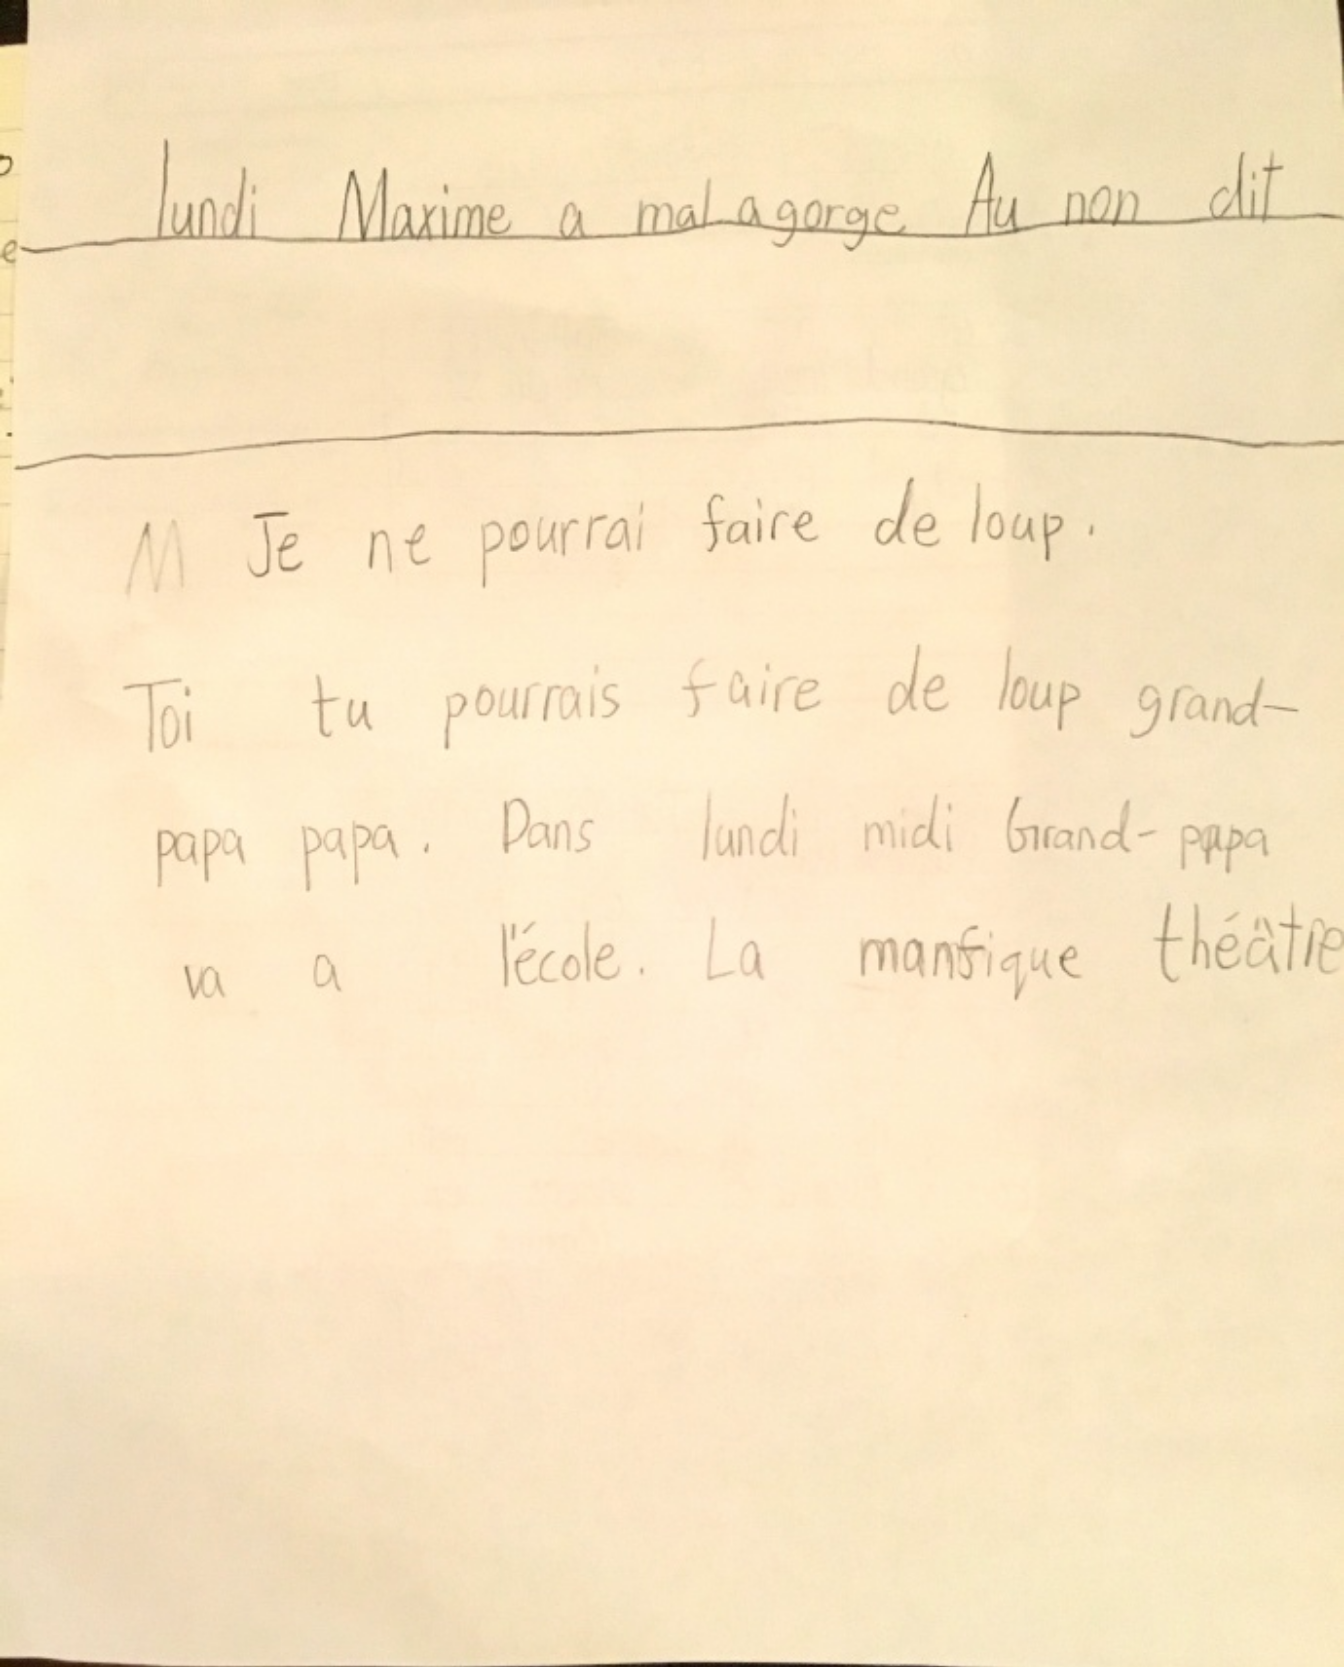 lundi Maxime a mal a gorge Au non dit
M Je ne pourrai faire de loup.
Toi tu pourrais faire de loup grand-
papa papa. Dans lundi midi Grand-papa
va a l'école. La manfique théâtre